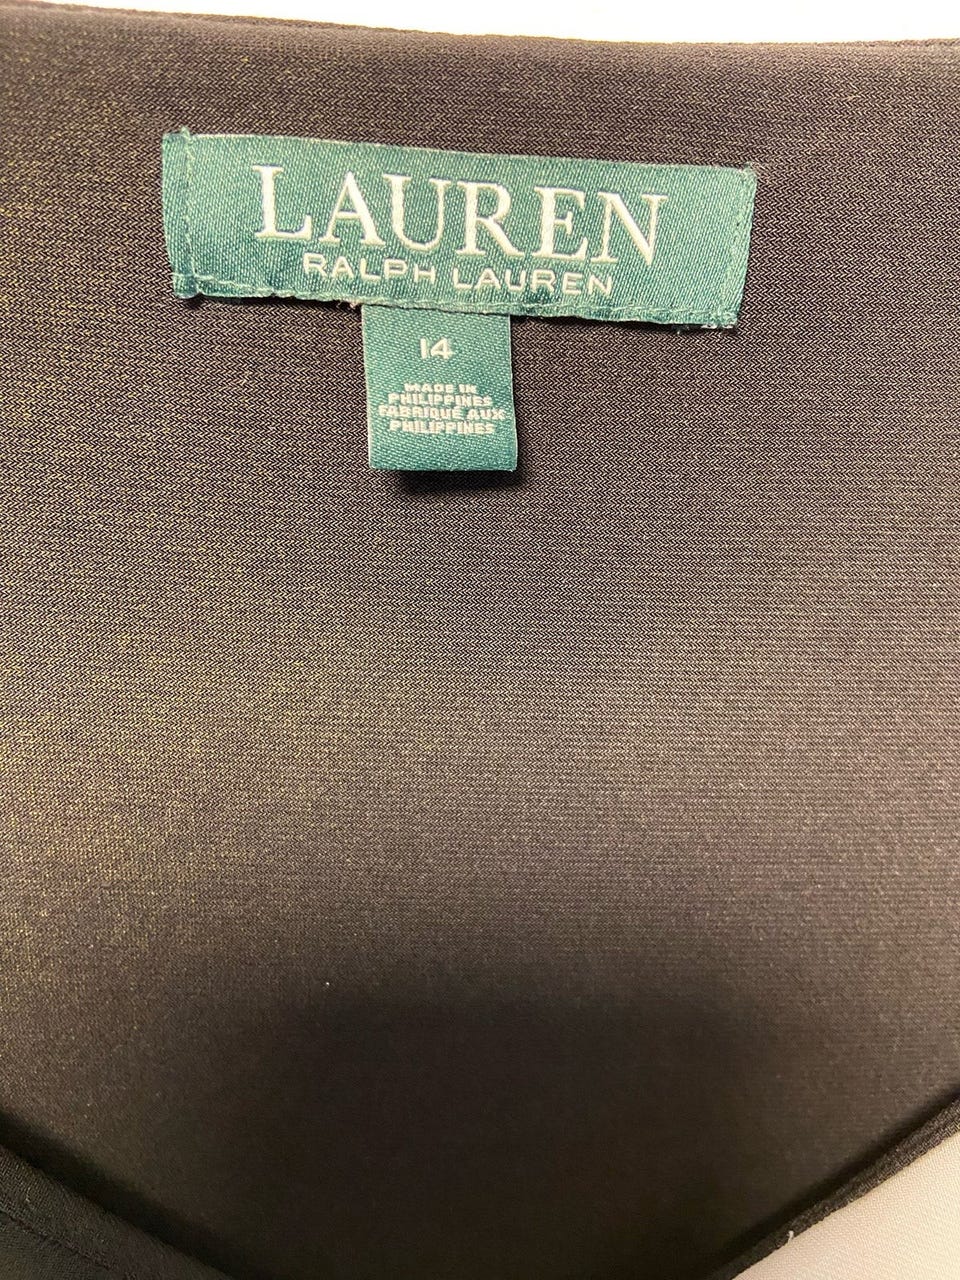 LAUREN
RALPH LAUREN
14
MADE IN
PHILIPPINES
FABRIQUÉ AUX
PHILIPPINES